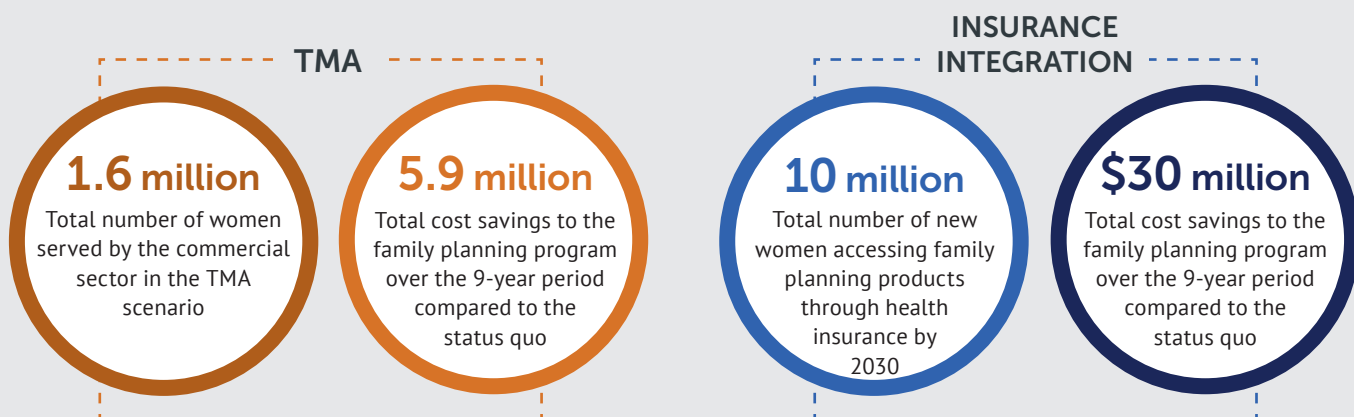 TMA
1.6 million
Total number of women
served by the commercial
sector in the TMA
scenario
5.9 million
Total cost savings to the
family planning program
over the 9-year period
compared to the
status quo
INSURANCE
INTEGRATION
10 million
Total number of new
women accessing family
planning products
through health
insurance by
2030
$30 million
Total cost savings to the
family planning program
over the 9-year period
compared to the
status quo